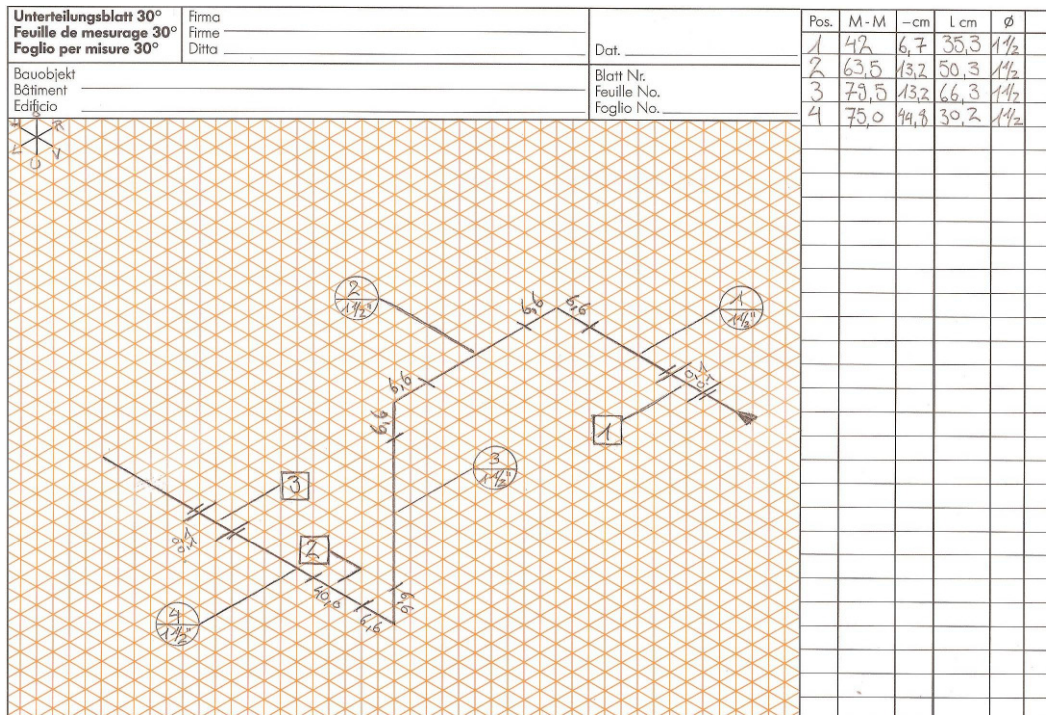 Unterteilungsblatt 30°
Feuille de mesurage 30°
Foglio per misure 30°
Firma
Firme
Ditta
Dat.
Bauobjekt
Bâtiment
Edificio
Blatt Nr.
Feuille No.
Foglio No.
Pos. M-M -cm L cm Ø
1 42 6,7 35,3 1½
2 63,5 13,2 50,3 1½
3 79,5 13,2 66,3 1½
4 75,0 44,8 30,2 1½
R
L V
U
2
1½"
6,6 6,6
1
1½"
6,6
6,6
1
3
1½"
3
2
40,0
6,6
6,6
4
1½"